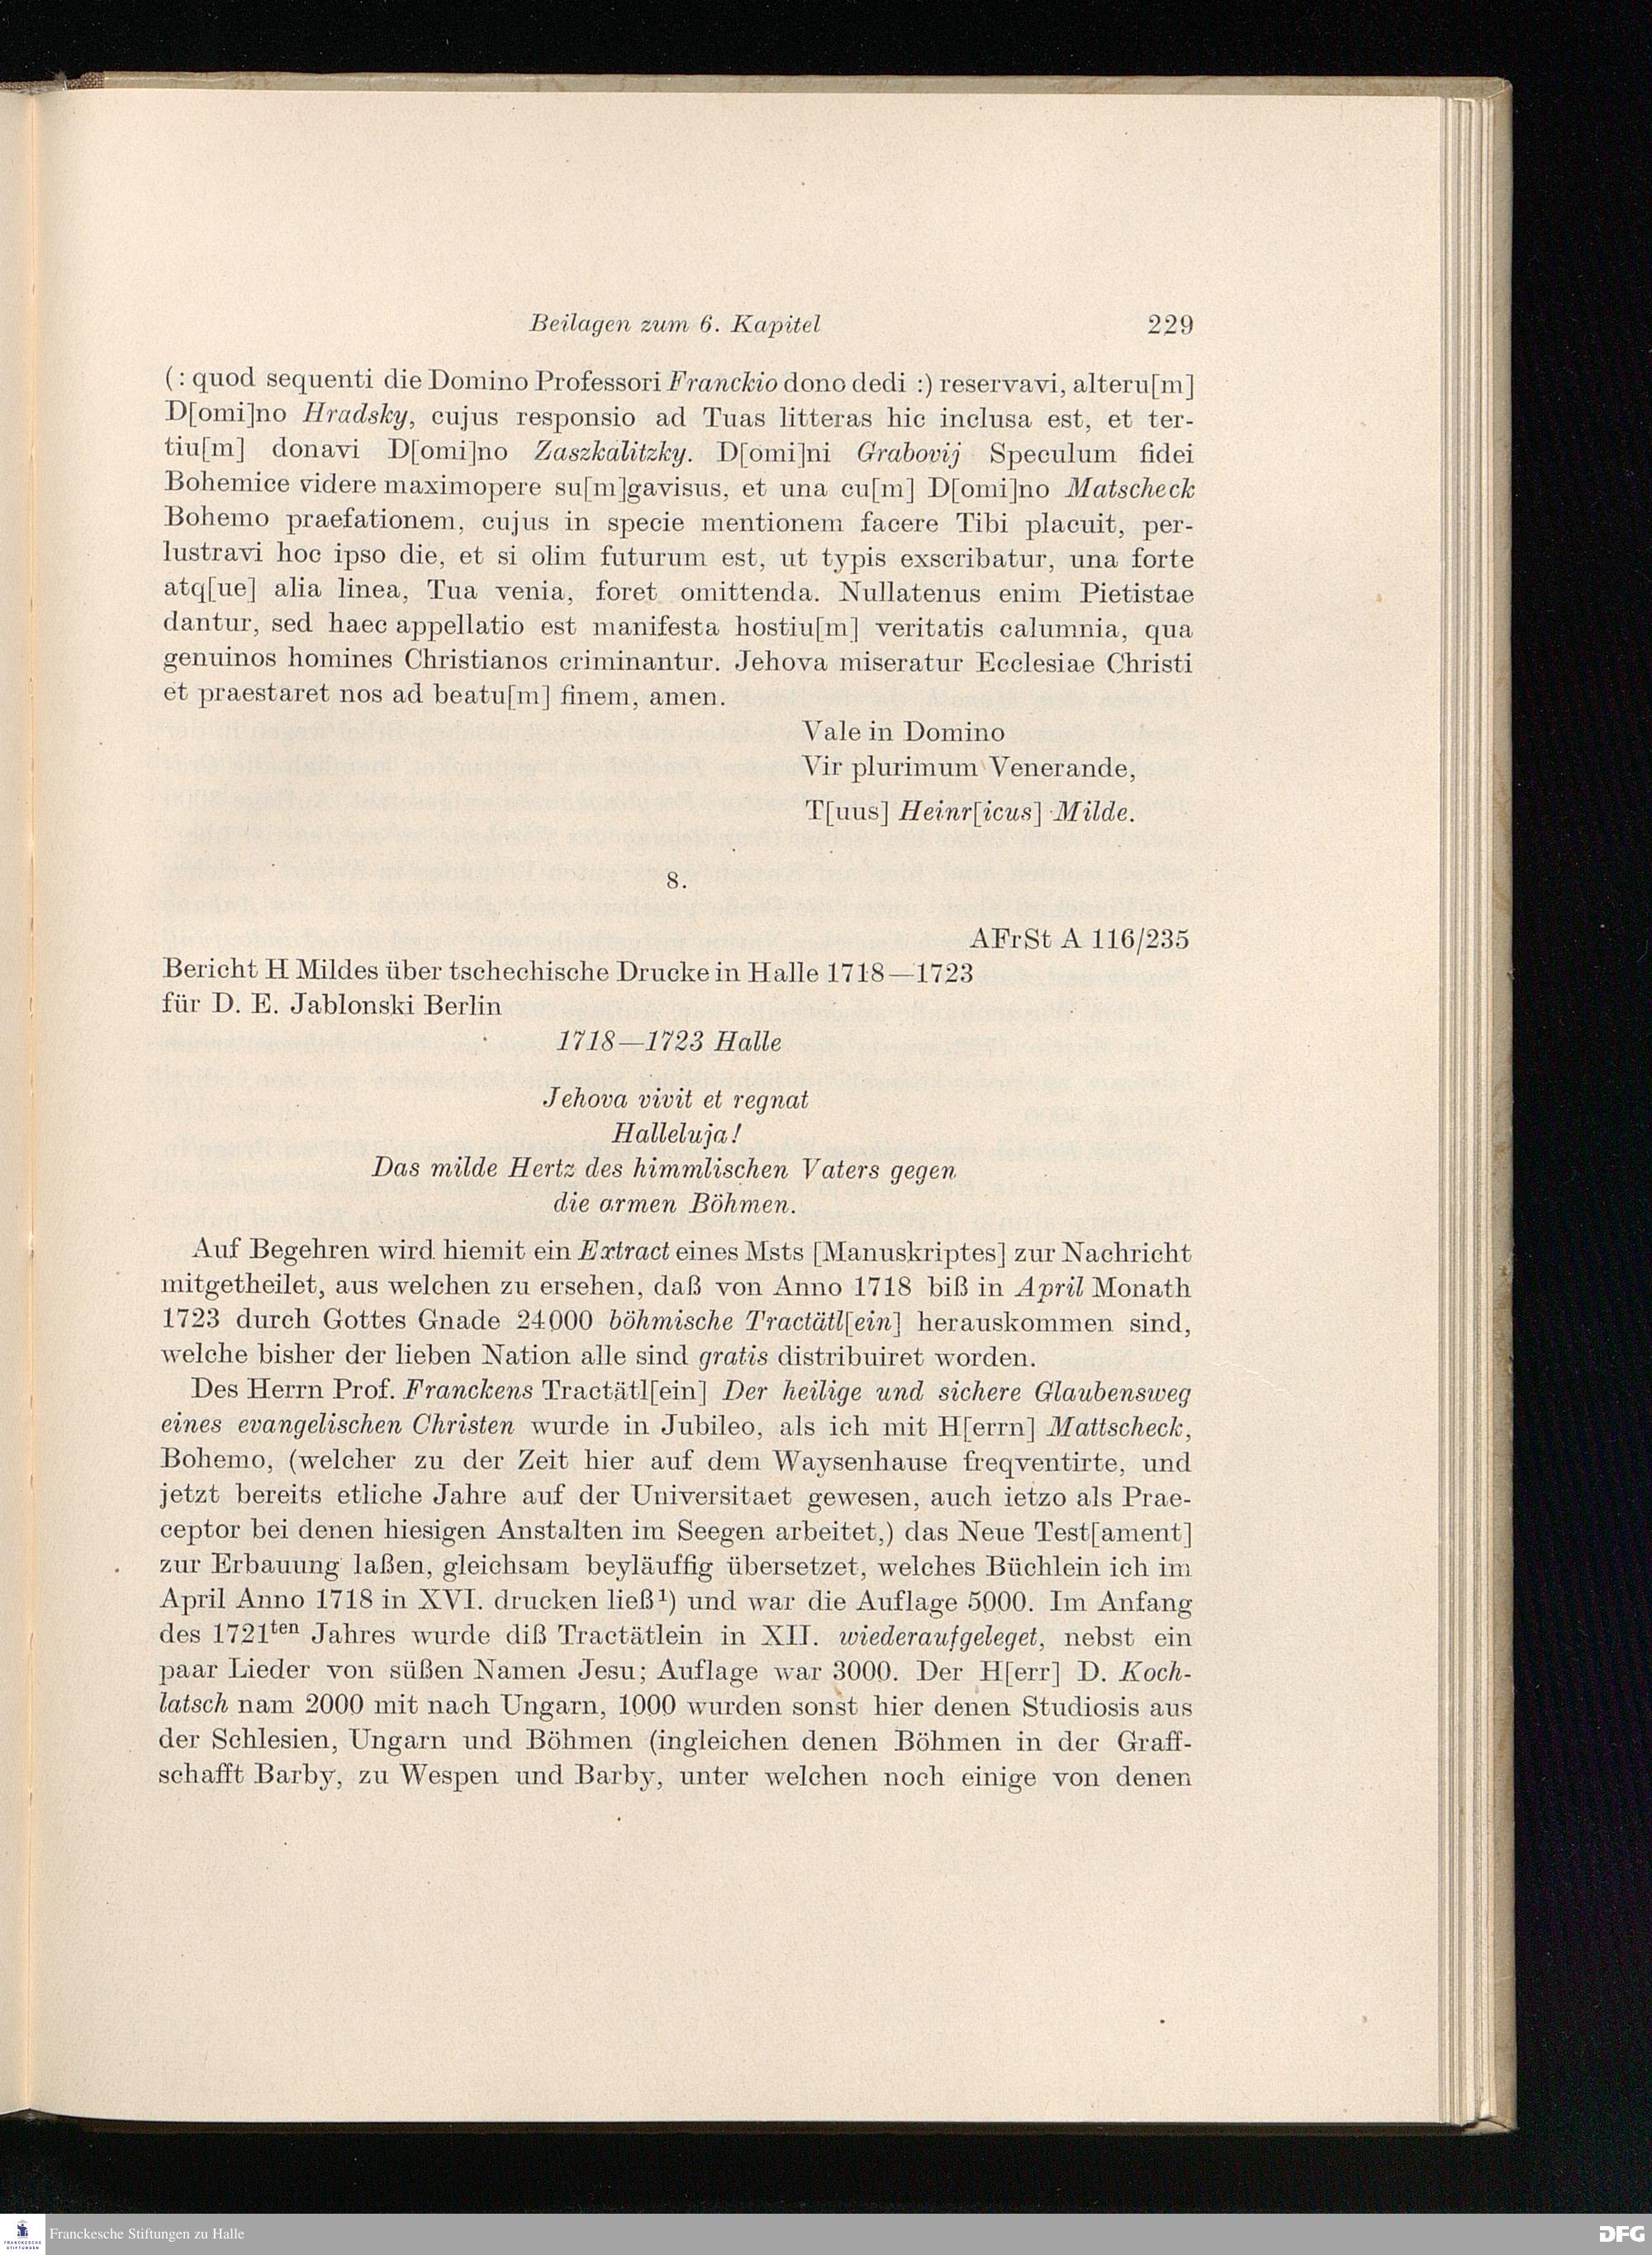 Beilagen zum 6. Kapitel 229
(: quod sequenti die Domino Professori Franckio dono dedi :) reservavi, alteru[m]
D[omi]no Hradsky, cujus responsio ad Tuas litteras hic inclusa est, et ter-
tiu[m] donavi D[omi]no Zaszkalitzky. D[omi]ni Grabovij Speculum fidei
Bohemice videre maximopere su[m]gavisus, et una cu[m] D[omi]no Matscheck
Bohemo praefationem, cujus in specie mentionem facere Tibi placuit, per-
lustravi hoc ipso die, et si olim futurum est, ut typis exscribatur, una forte
atq[ue] alia linea, Tua venia, foret omittenda. Nullatenus enim Pietistae
dantur, sed haec appellatio est manifesta hostiu[m] veritatis calumnia, qua
genuinos homines Christianos criminantur. Jehova miseratur Ecclesiae Christi
et praestaret nos ad beatu[m] finem, amen.
Vale in Domino
Vir plurimum Venerande,
T[uus] Heinr[icus] Milde.
8.
AFrSt A 116/235
Bericht H Mildes über tschechische Drucke in Halle 1718—1723
für D. E. Jablonski Berlin
1718—1723 Halle
Jehova vivit et regnat
Halleluja!
Das milde Hertz des himmlischen Vaters gegen
die armen Böhmen.
Auf Begehren wird hiemit ein Extract eines Msts [Manuskriptes] zur Nachricht
mitgetheilet, aus welchen zu ersehen, daß von Anno 1718 biß in April Monath
1723 durch Gottes Gnade 24000 böhmische Tractätl[ein] herauskommen sind,
welche bisher der lieben Nation alle sind gratis distribuiret worden.
Des Herrn Prof. Franckens Tractätl[ein] Der heilige und sichere Glaubensweg
eines evangelischen Christen wurde in Jubileo, als ich mit H[errn] Mattscheck,
Bohemo, (welcher zu der Zeit hier auf dem Waysenhause freqventirte, und
jetzt bereits etliche Jahre auf der Universitaet gewesen, auch ietzo als Prae-
ceptor bei denen hiesigen Anstalten im Seegen arbeitet,) das Neue Test[ament]
zur Erbauung laßen, gleichsam beyläuffig übersetzet, welches Büchlein ich im
April Anno 1718 in XVI. drucken ließ¹) und war die Auflage 5000. Im Anfang
des 1721ten Jahres wurde diß Tractätlein in XII. wiederaufgeleget, nebst ein
paar Lieder von süßen Namen Jesu; Auflage war 3000. Der H[err] D. Koch-
latsch nam 2000 mit nach Ungarn, 1000 wurden sonst hier denen Studiosis aus
der Schlesien, Ungarn und Böhmen (ingleichen denen Böhmen in der Graff-
schafft Barby, zu Wespen und Barby, unter welchen noch einige von denen
FRANCKESCHE STIFTUNGEN
Franckesche Stiftungen zu Halle
DFG